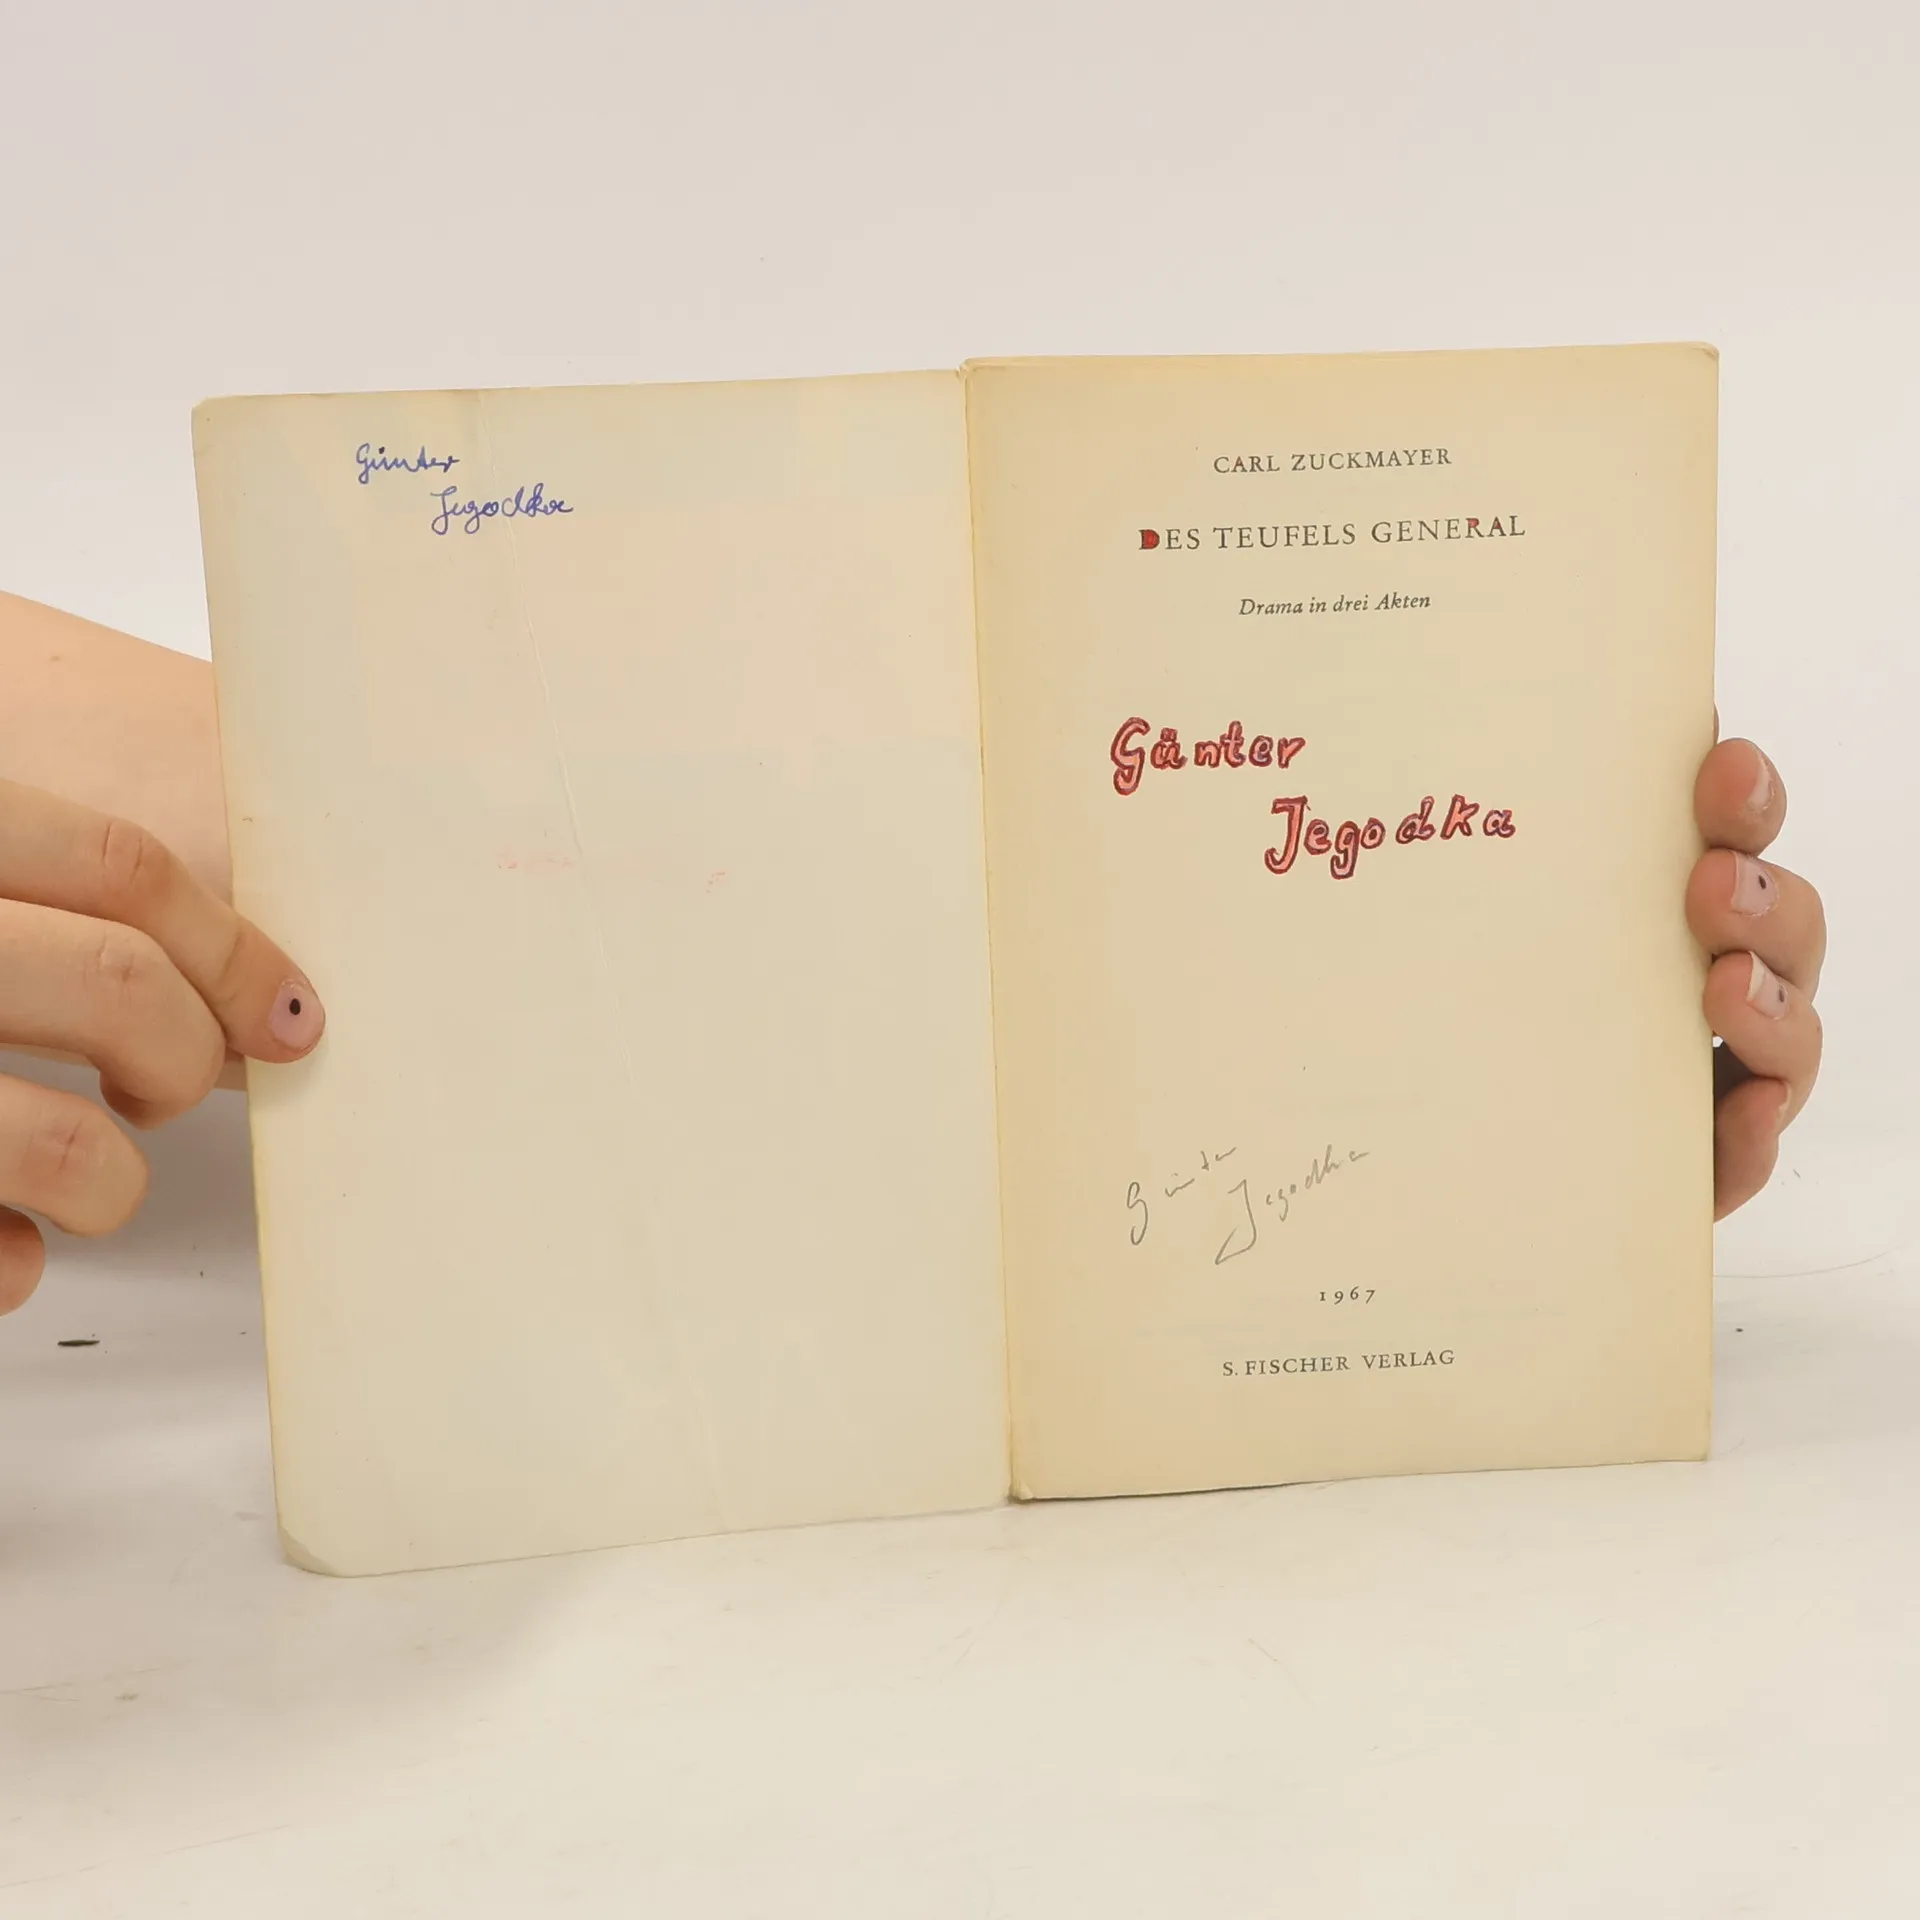 Günter
Jegodka
CARL ZUCKMAYER
DES TEUFELS GENERAL
Drama in drei Akten
Günter
Jegodka
Günter
Jegodka
1967
S. FISCHER VERLAG